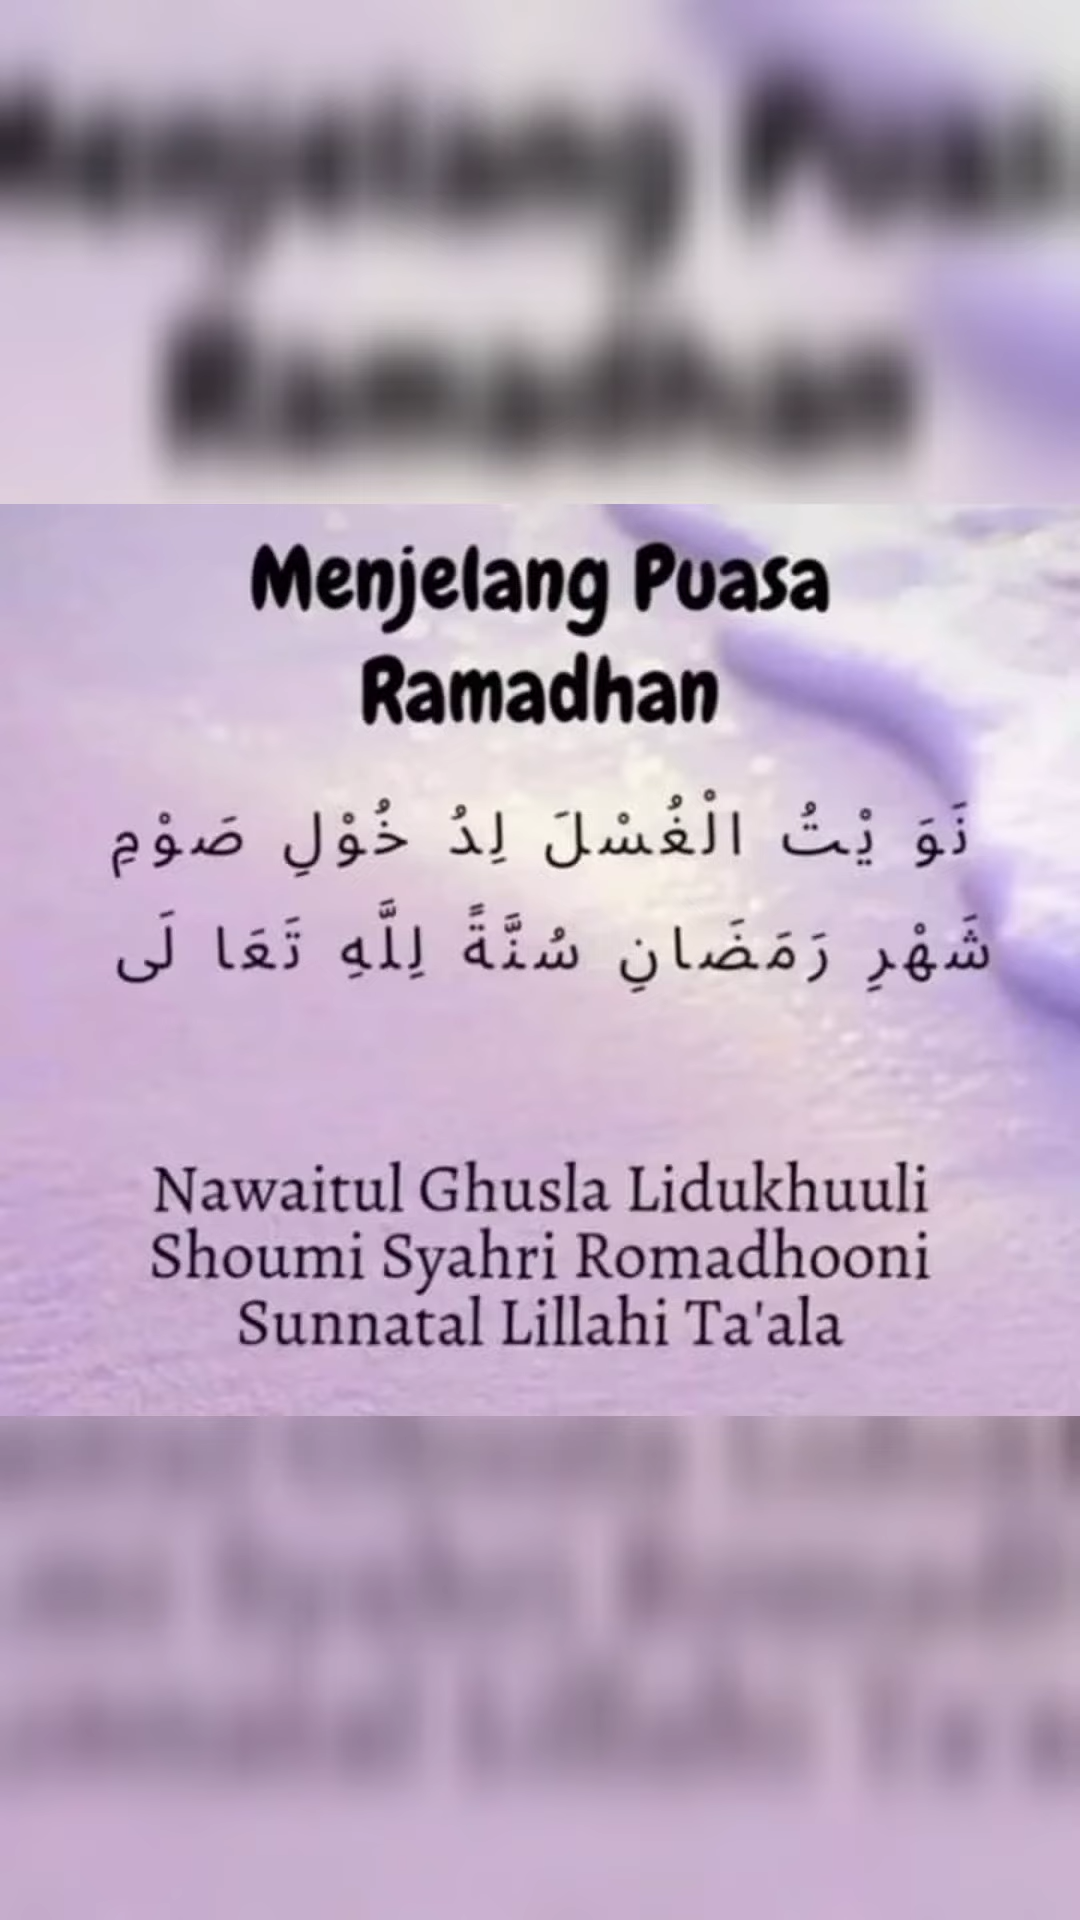 Menjelang Puasa
Ramadhan
نَوَ يْتُ الْغُسْلَ لِدُ خُوْلِ صَوْمِ
شَهْرِ رَمَضَانِ سُنَّةً لِلَّهِ تَعَا لَى
Nawaitul Ghusla Lidukhuuli
Shoumi Syahri Romadhooni
Sunnatal Lillahi Ta'ala